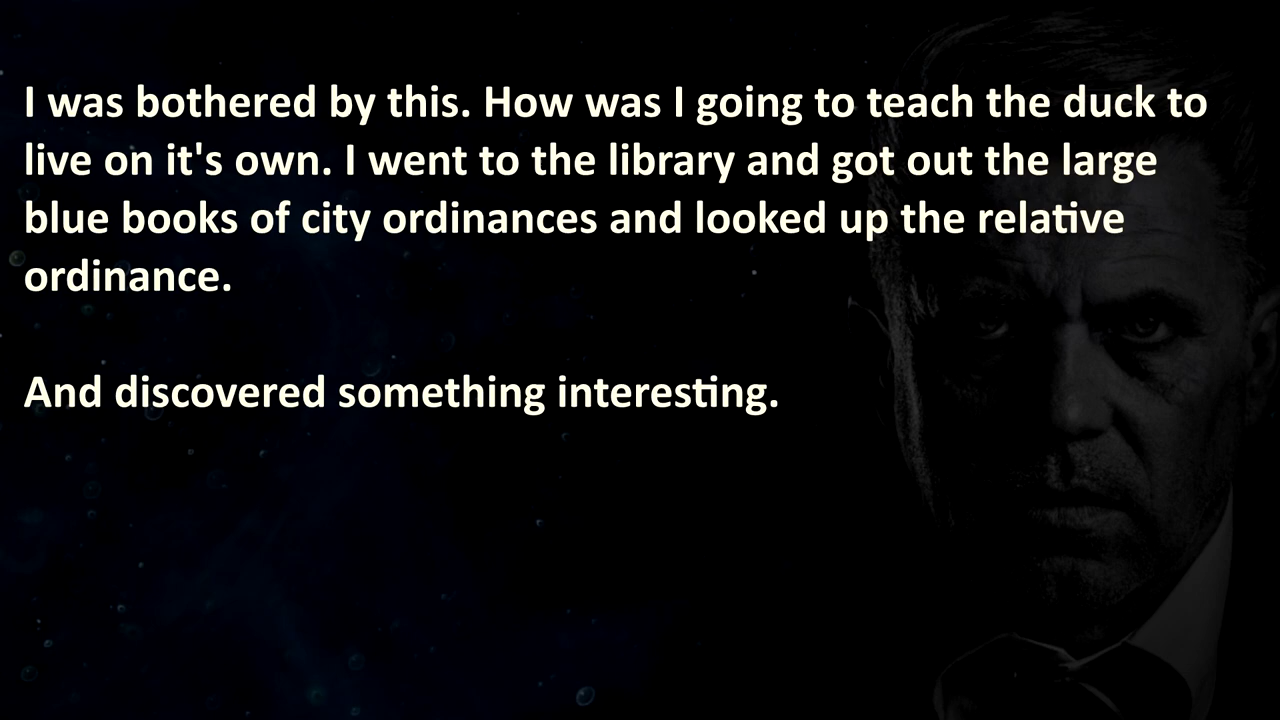 I was bothered by this. How was I going to teach the duck to
live on it's own. I went to the library and got out the large
blue books of city ordinances and looked up the relative
ordinance.
And discovered something interesting.